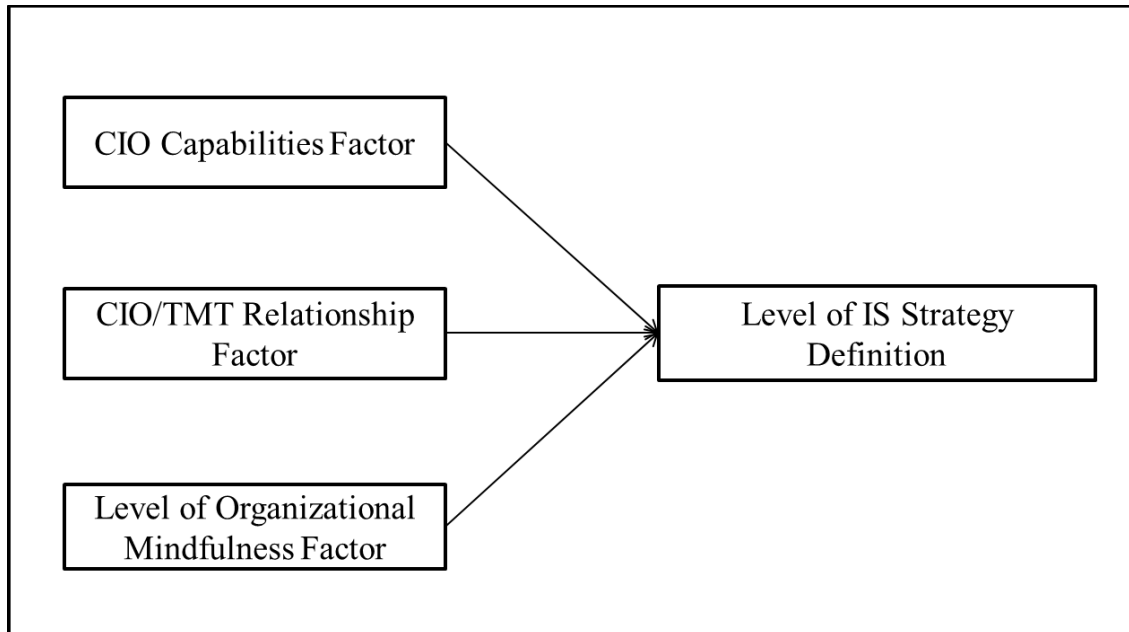 CIO Capabilities Factor
CIO/TMT Relationship
Factor
Level of IS Strategy
Definition
Level of Organizational
Mindfulness Factor